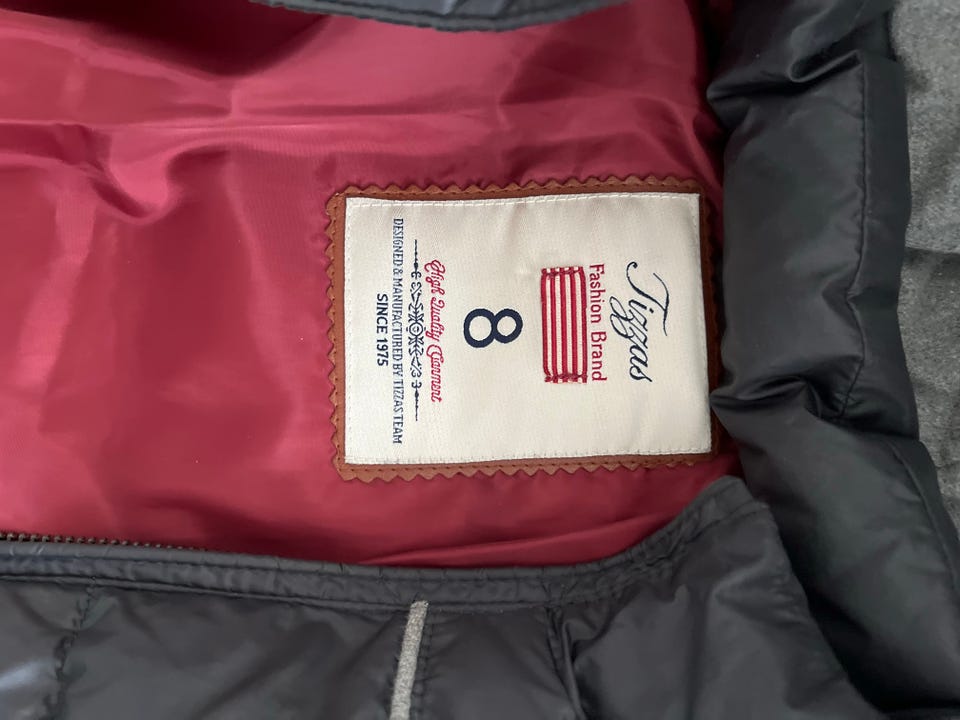 Tizzas
Fashion Brand
8
High Quality Garment
DESIGNED & MANUFACTURED BY TIZZAS TEAM
SINCE 1975